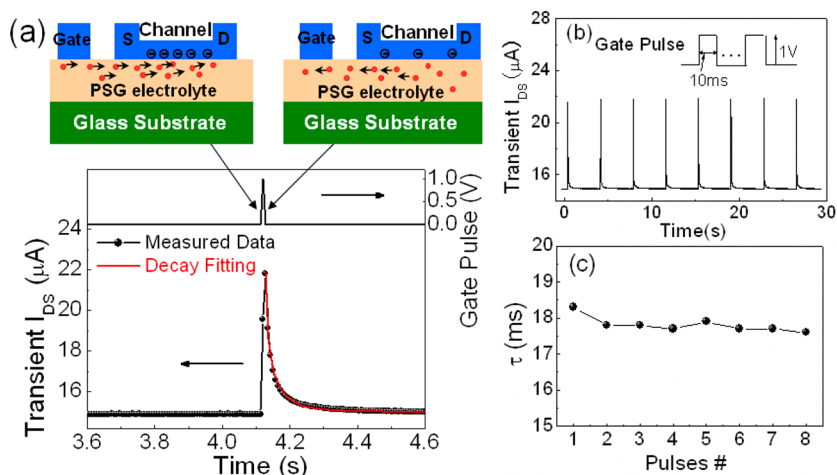 (a)
Gate S Channel D
PSG electrolyte
Glass Substrate
Gate S Channel D
PSG electrolyte
Glass Substrate
1.0
0.5
0.0
Gate Pulse (V)
24
22
20
18
16
Transient I_DS (μA)
Measured Data
Decay Fitting
3.6 3.8 4.0 4.2 4.4 4.6
Time (s)
(b)
Gate Pulse
1V
10ms
28
26
24
22
20
18
16
14
Transient I_DS (μA)
0 10 20 30
Time(s)
(c)
20
19
18
17
16
15
τ (ms)
1 2 3 4 5 6 7 8
Pulses #